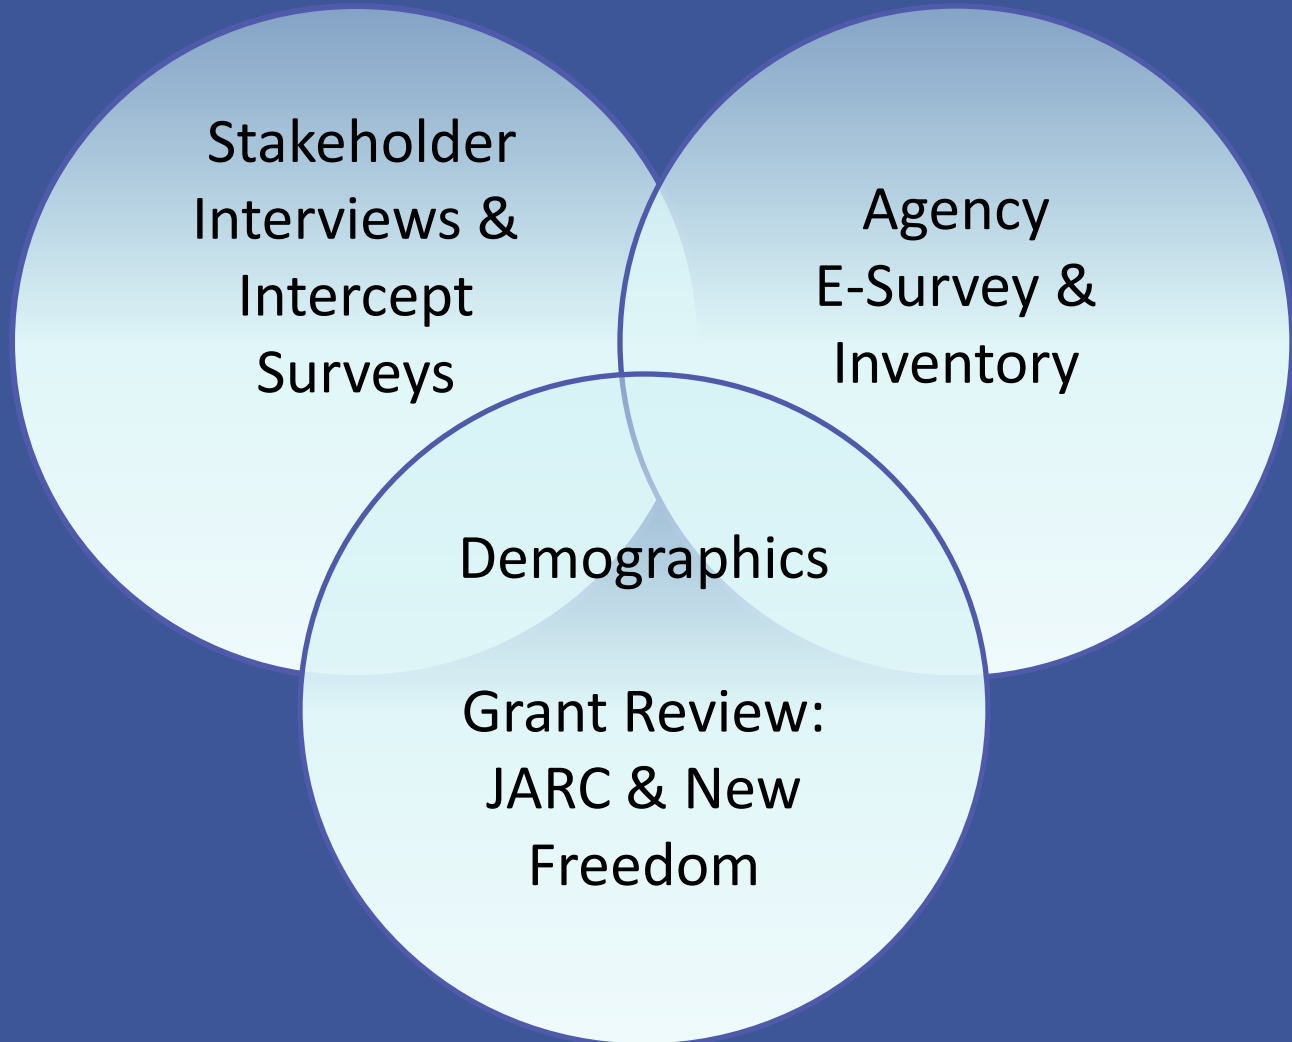 Stakeholder
Interviews &
Intercept
Surveys
Agency
E-Survey &
Inventory
Demographics
Grant Review:
JARC & New
Freedom